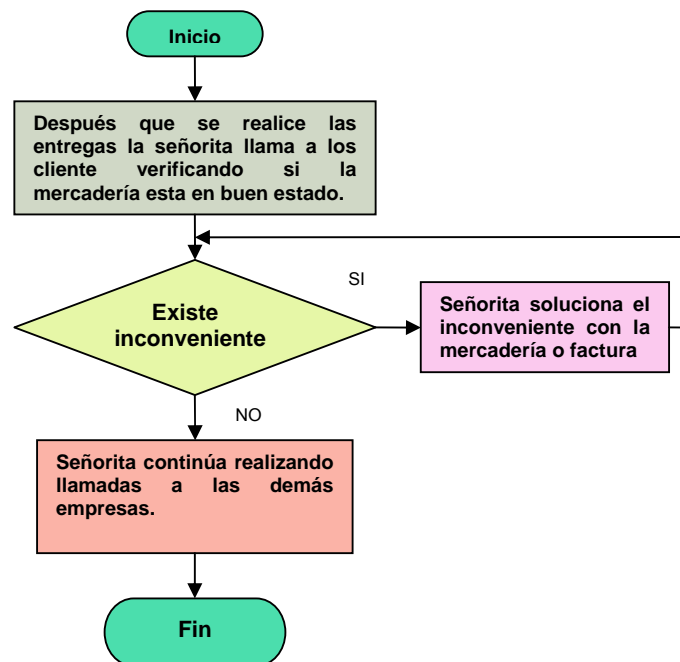 Inicio
Después que se realice las
entregas la señorita llama a los
cliente verificando si la
mercadería esta en buen estado.
Existe
inconveniente
SI
Señorita soluciona el
inconveniente con la
mercadería o factura
NO
Señorita continúa realizando
llamadas a las demás
empresas.
Fin